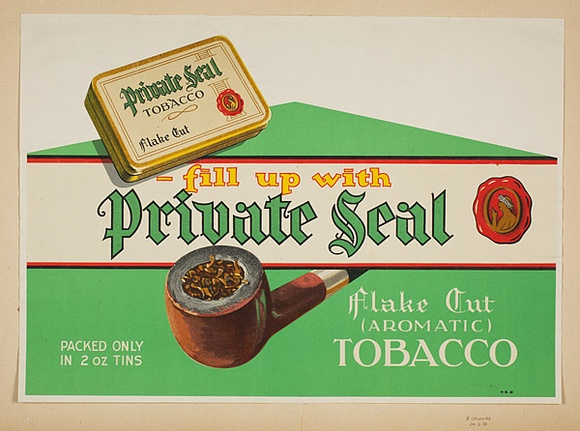 Private Seal
TOBACCO
Flake Cut
- fill up with
Private Seal
Flake Cut
(AROMATIC)
TOBACCO
PACKED ONLY
IN 2 oz TINS